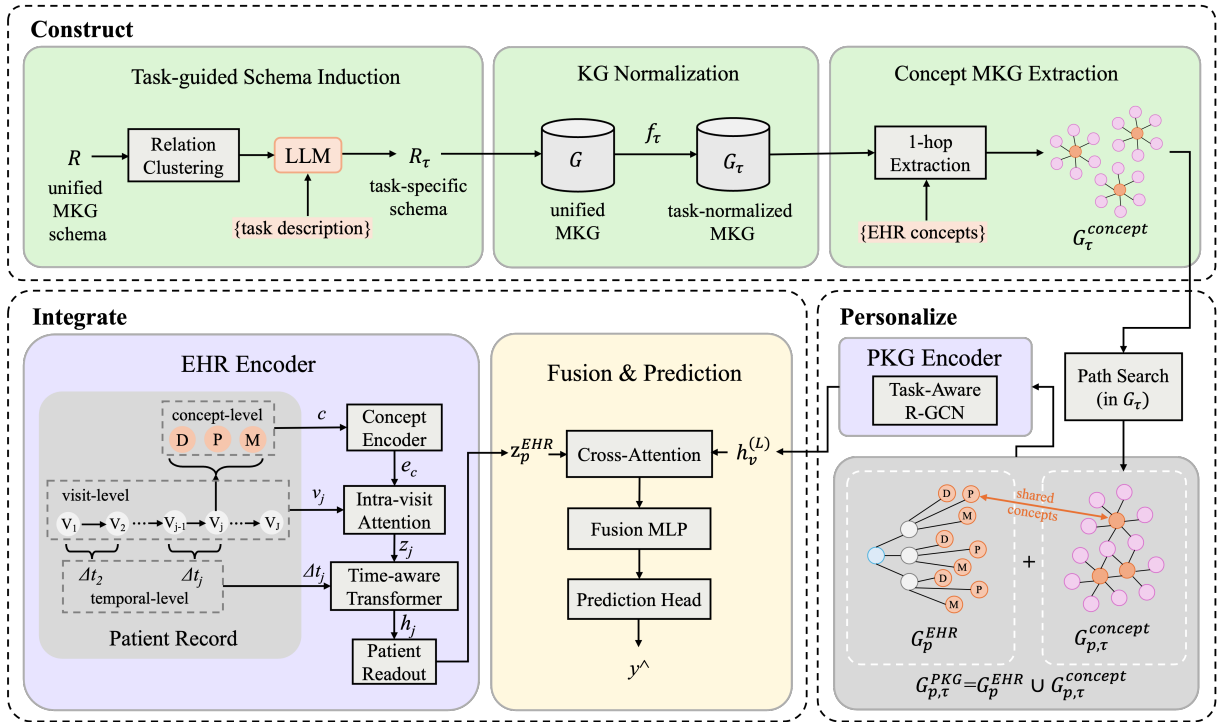 Construct
Task-guided Schema Induction
R
unified
MKG
schema
Relation
Clustering
LLM
{task description}
R_τ
task-specific
schema
KG Normalization
G
unified
MKG
f_τ
G_τ
task-normalized
MKG
Concept MKG Extraction
1-hop
Extraction
{EHR concepts}
G_τ^concept
Integrate
EHR Encoder
concept-level
D P M
visit-level
V_1 V_2 V_j-1 V_j V_J
Δt_2 Δt_j
temporal-level
Patient Record
c
Concept
Encoder
e_c
v_j
Intra-visit
Attention
z_j
Δt_j
Time-aware
Transformer
h_j
Patient
Readout
Fusion & Prediction
z_p^EHR
Cross-Attention
h_v^(L)
Fusion MLP
Prediction Head
y^
Personalize
PKG Encoder
Task-Aware
R-GCN
Path Search
(in G_τ)
D P
M
D
P
M
D
P
M
shared
concepts
+
G_p^EHR
G_p,τ^concept
G_p,τ^PKG=G_p^EHR ∪ G_p,τ^concept